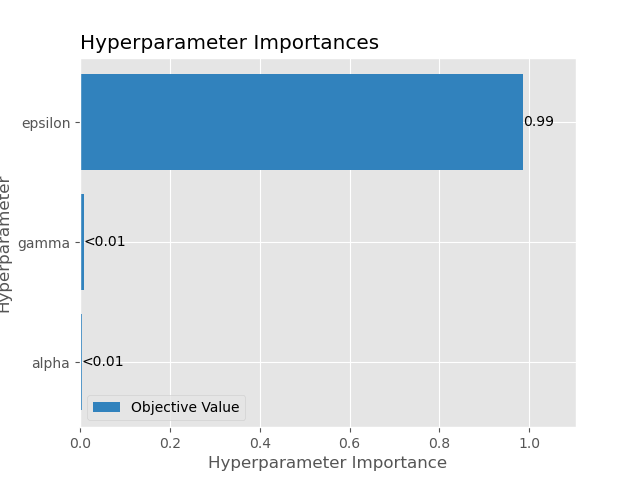 Hyperparameter Importances
Hyperparameter
epsilon
0.99
gamma
<0.01
alpha
<0.01
Objective Value
0.0 0.2 0.4 0.6 0.8 1.0
Hyperparameter Importance